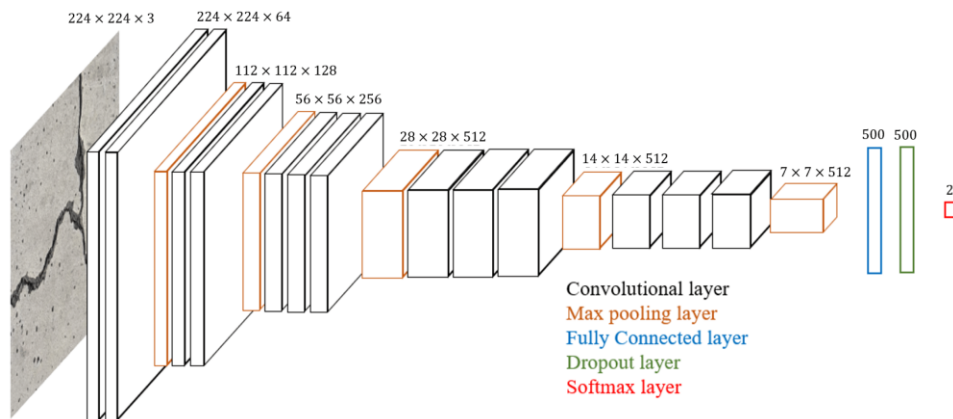 224 × 224 × 3
224 × 224 × 64
112 × 112 × 128
56 × 56 × 256
28 × 28 × 512
14 × 14 × 512
7 × 7 × 512
500
500
2
Convolutional layer
Max pooling layer
Fully Connected layer
Dropout layer
Softmax layer